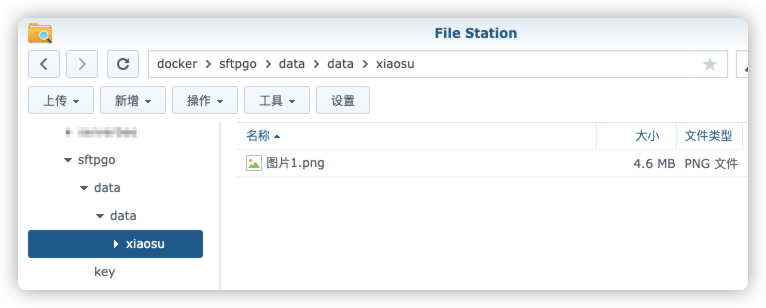 File Station
docker > sftpgo > data > data > xiaosu
上传 新增 操作 工具 设置
名称 大小 文件类型
sftpgo
图片1.png 4.6 MB PNG 文件
data
data
xiaosu
key